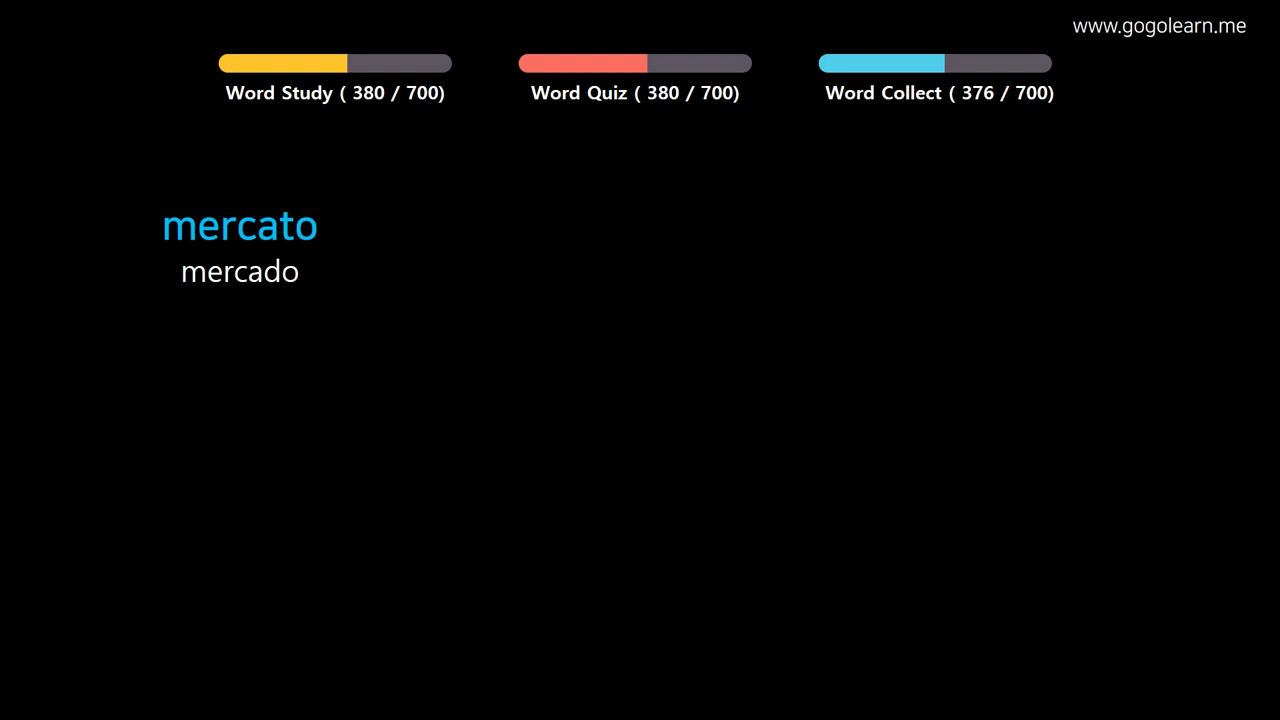 www.gogolearn.me
Word Study ( 380 / 700)
Word Quiz ( 380 / 700)
Word Collect ( 376 / 700)
mercato
mercado